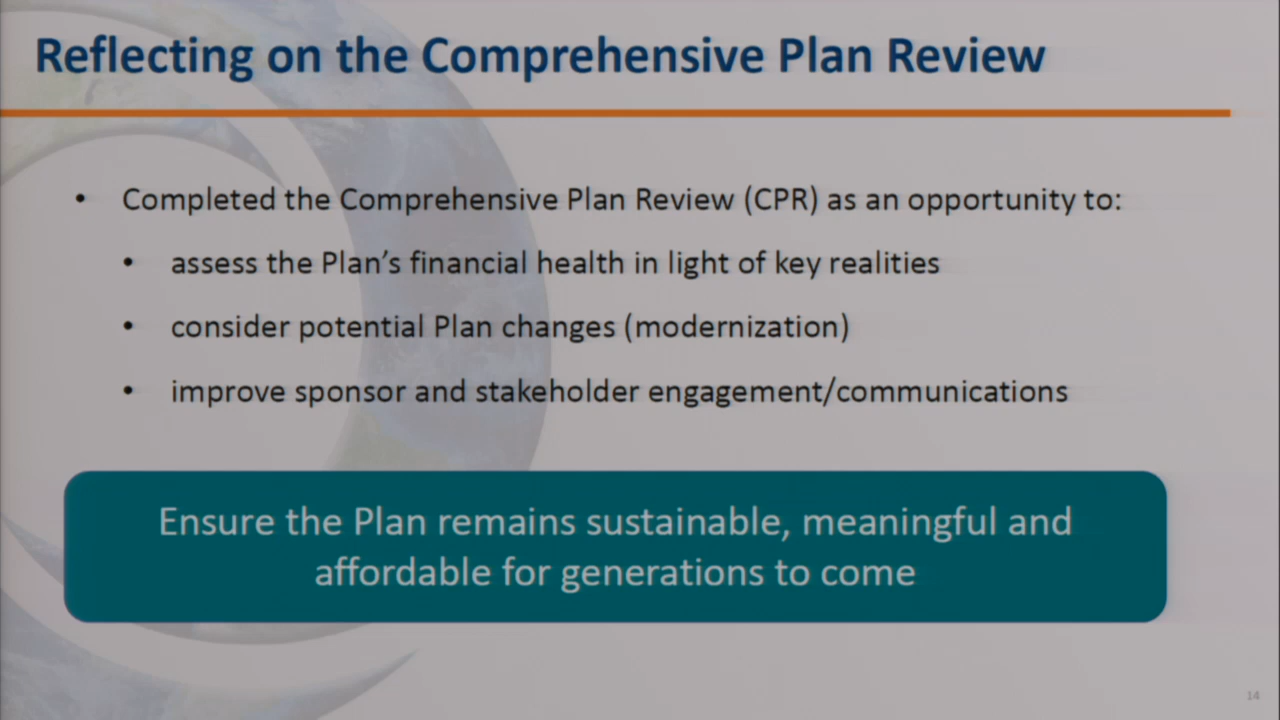 Reflecting on the Comprehensive Plan Review
• Completed the Comprehensive Plan Review (CPR) as an opportunity to:
• assess the Plan's financial health in light of key realities
• consider potential Plan changes (modernization)
• improve sponsor and stakeholder engagement/communications
Ensure the Plan remains sustainable, meaningful and
affordable for generations to come
14